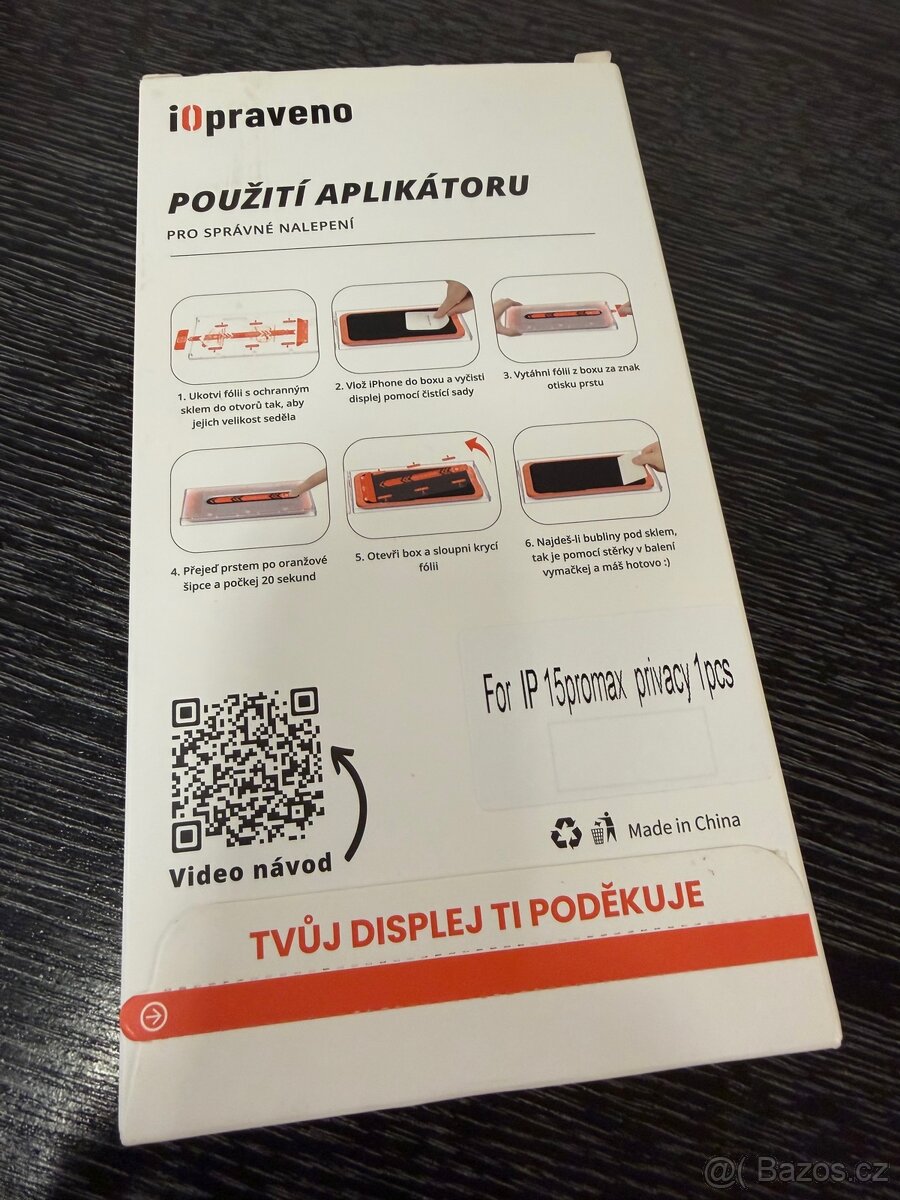 iOpraveno
POUŽITÍ APLIKÁTORU
PRO SPRÁVNÉ NALEPENÍ
1. Ukotvi fólii s ochranným
sklem do otvorů tak, aby
jejich velikost seděla
2. Vlož iPhone do boxu a vyčisti
displej pomocí čistící sady
3. Vytáhni fólii z boxu za znak
otisku prstu
4. Přejeď prstem po oranžové
šipce a počkej 20 sekund
5. Otevři box a sloupni krycí
fólii
6. Najdeš-li bubliny pod sklem,
tak je pomocí stěrky v balení
vymačkej a máš hotovo :)
For IP 15promax privacy 1pcs
Video návod
Made in China
TVŮJ DISPLEJ TI PODĚKUJE
@( Bazos.cz